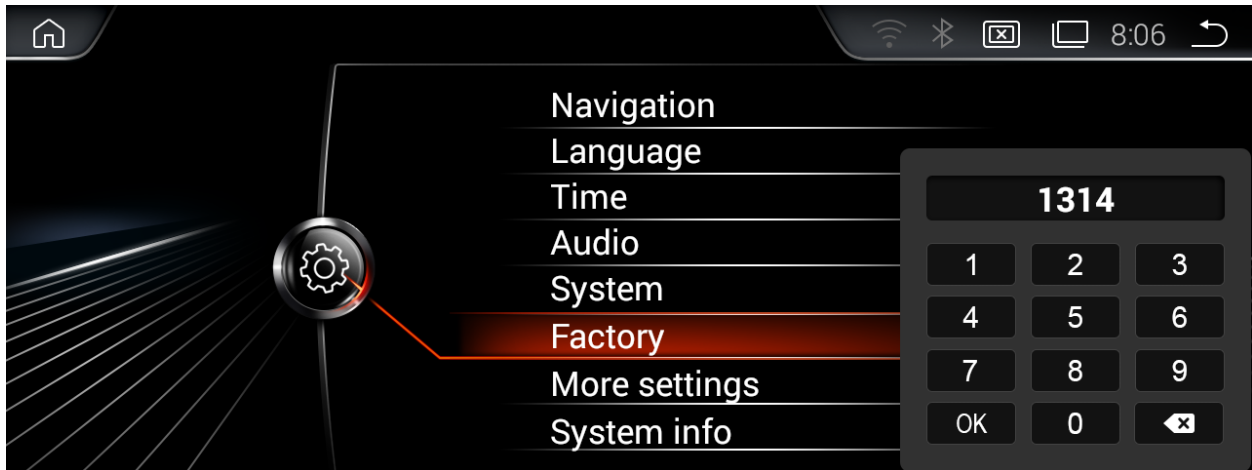 8:06
Navigation
Language
Time
Audio
System
Factory
More settings
System info
1314
1 2 3
4 5 6
7 8 9
OK 0